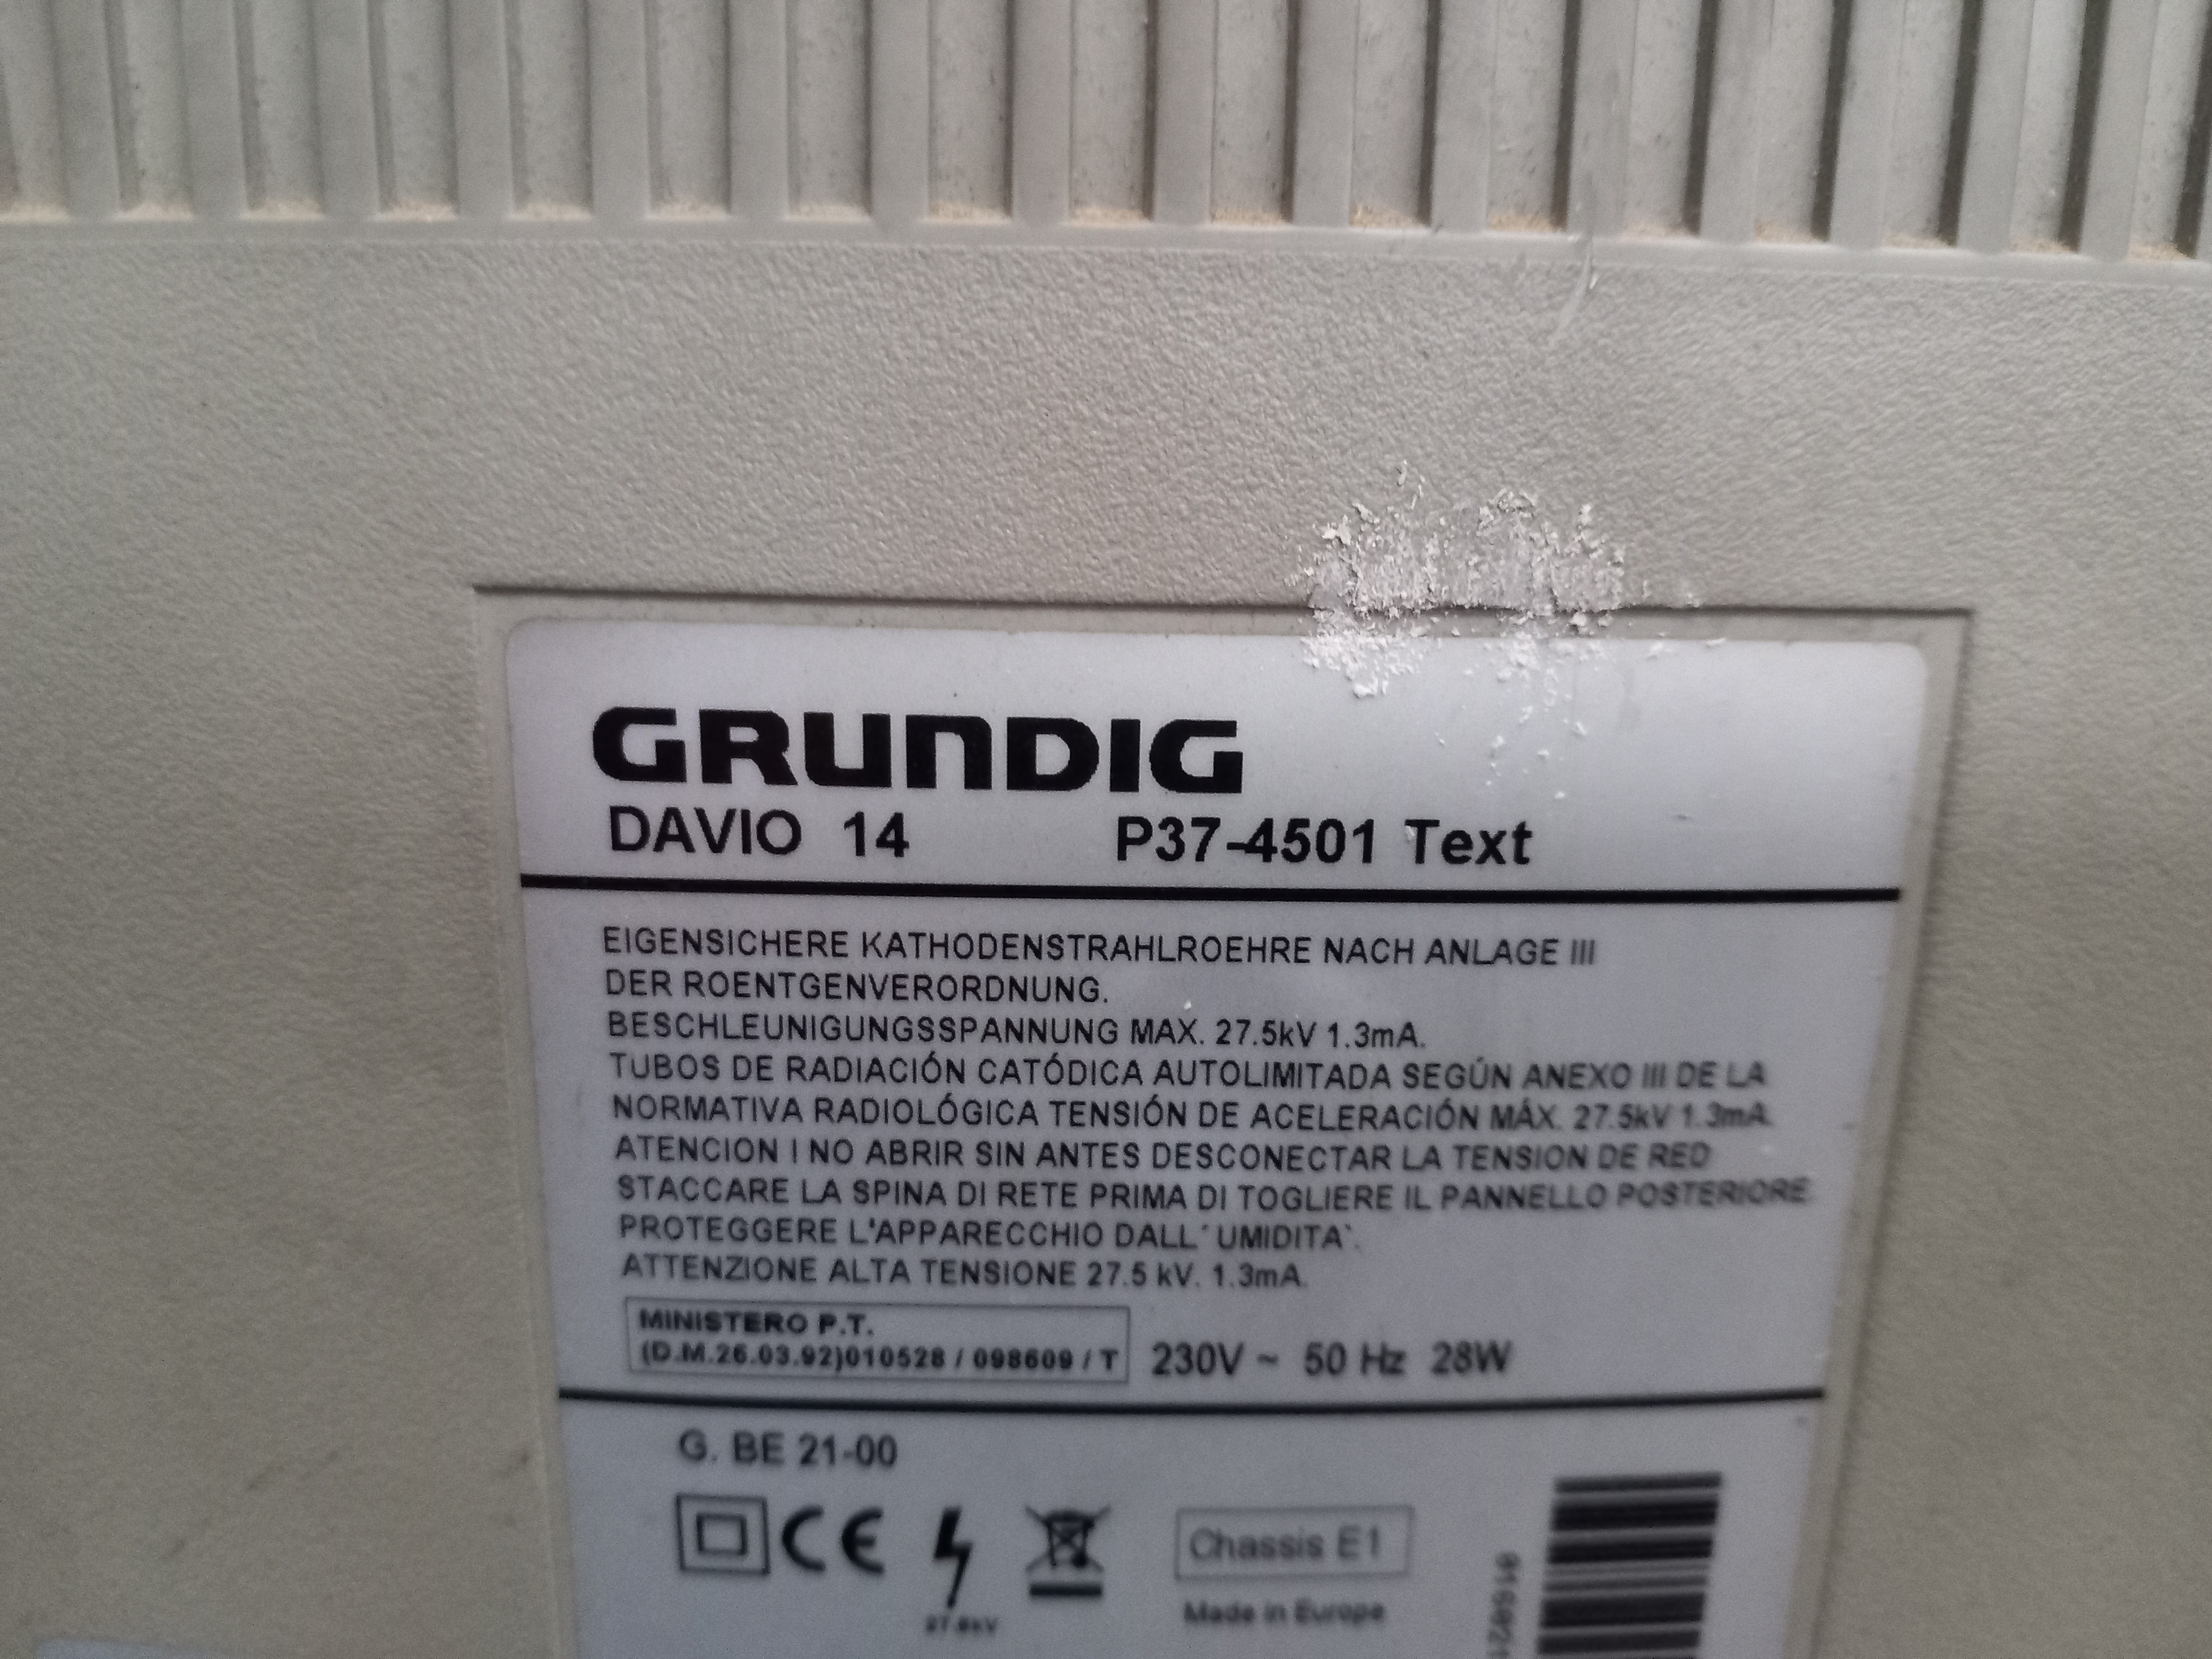 GRUNDIG
DAVIO 14 P37-4501 Text
EIGENSICHERE KATHODENSTRAHLROEHRE NACH ANLAGE III
DER ROENTGENVERORDNUNG.
BESCHLEUNIGUNGSSPANNUNG MAX. 27.5kV 1.3mA.
TUBOS DE RADIACIÓN CATÓDICA AUTOLIMITADA SEGÚN ANEXO III DE LA
NORMATIVA RADIOLÓGICA TENSIÓN DE ACELERACIÓN MÁX. 27.5kV 1.3mA.
ATENCION I NO ABRIR SIN ANTES DESCONECTAR LA TENSION DE RED
STACCARE LA SPINA DI RETE PRIMA DI TOGLIERE IL PANNELLO POSTERIORE
PROTEGGERE L'APPARECCHIO DALL´UMIDITA`.
ATTENZIONE ALTA TENSIONE 27.5 kV. 1.3mA.
MINISTERO P.T.
(D.M.26.03.92)010528 / 098609 / T 230V ~ 50 Hz 28W
G. BE 21-00
CE
Chassis E1
Made in Europe